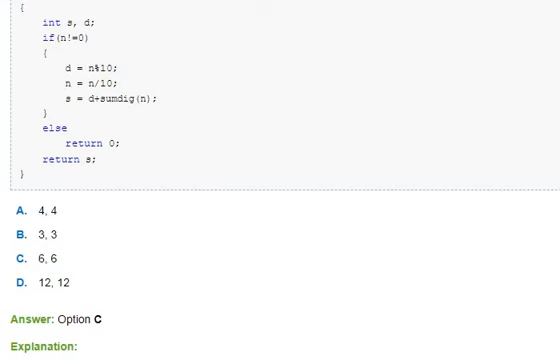 {
int s, d;
if(n!=0)
{
d = n%10;
n = n/10;
s = d+sumdig(n);
}
else
return 0;
return s;
}
A. 4, 4
B. 3, 3
C. 6, 6
D. 12, 12
Answer: Option C
Explanation: